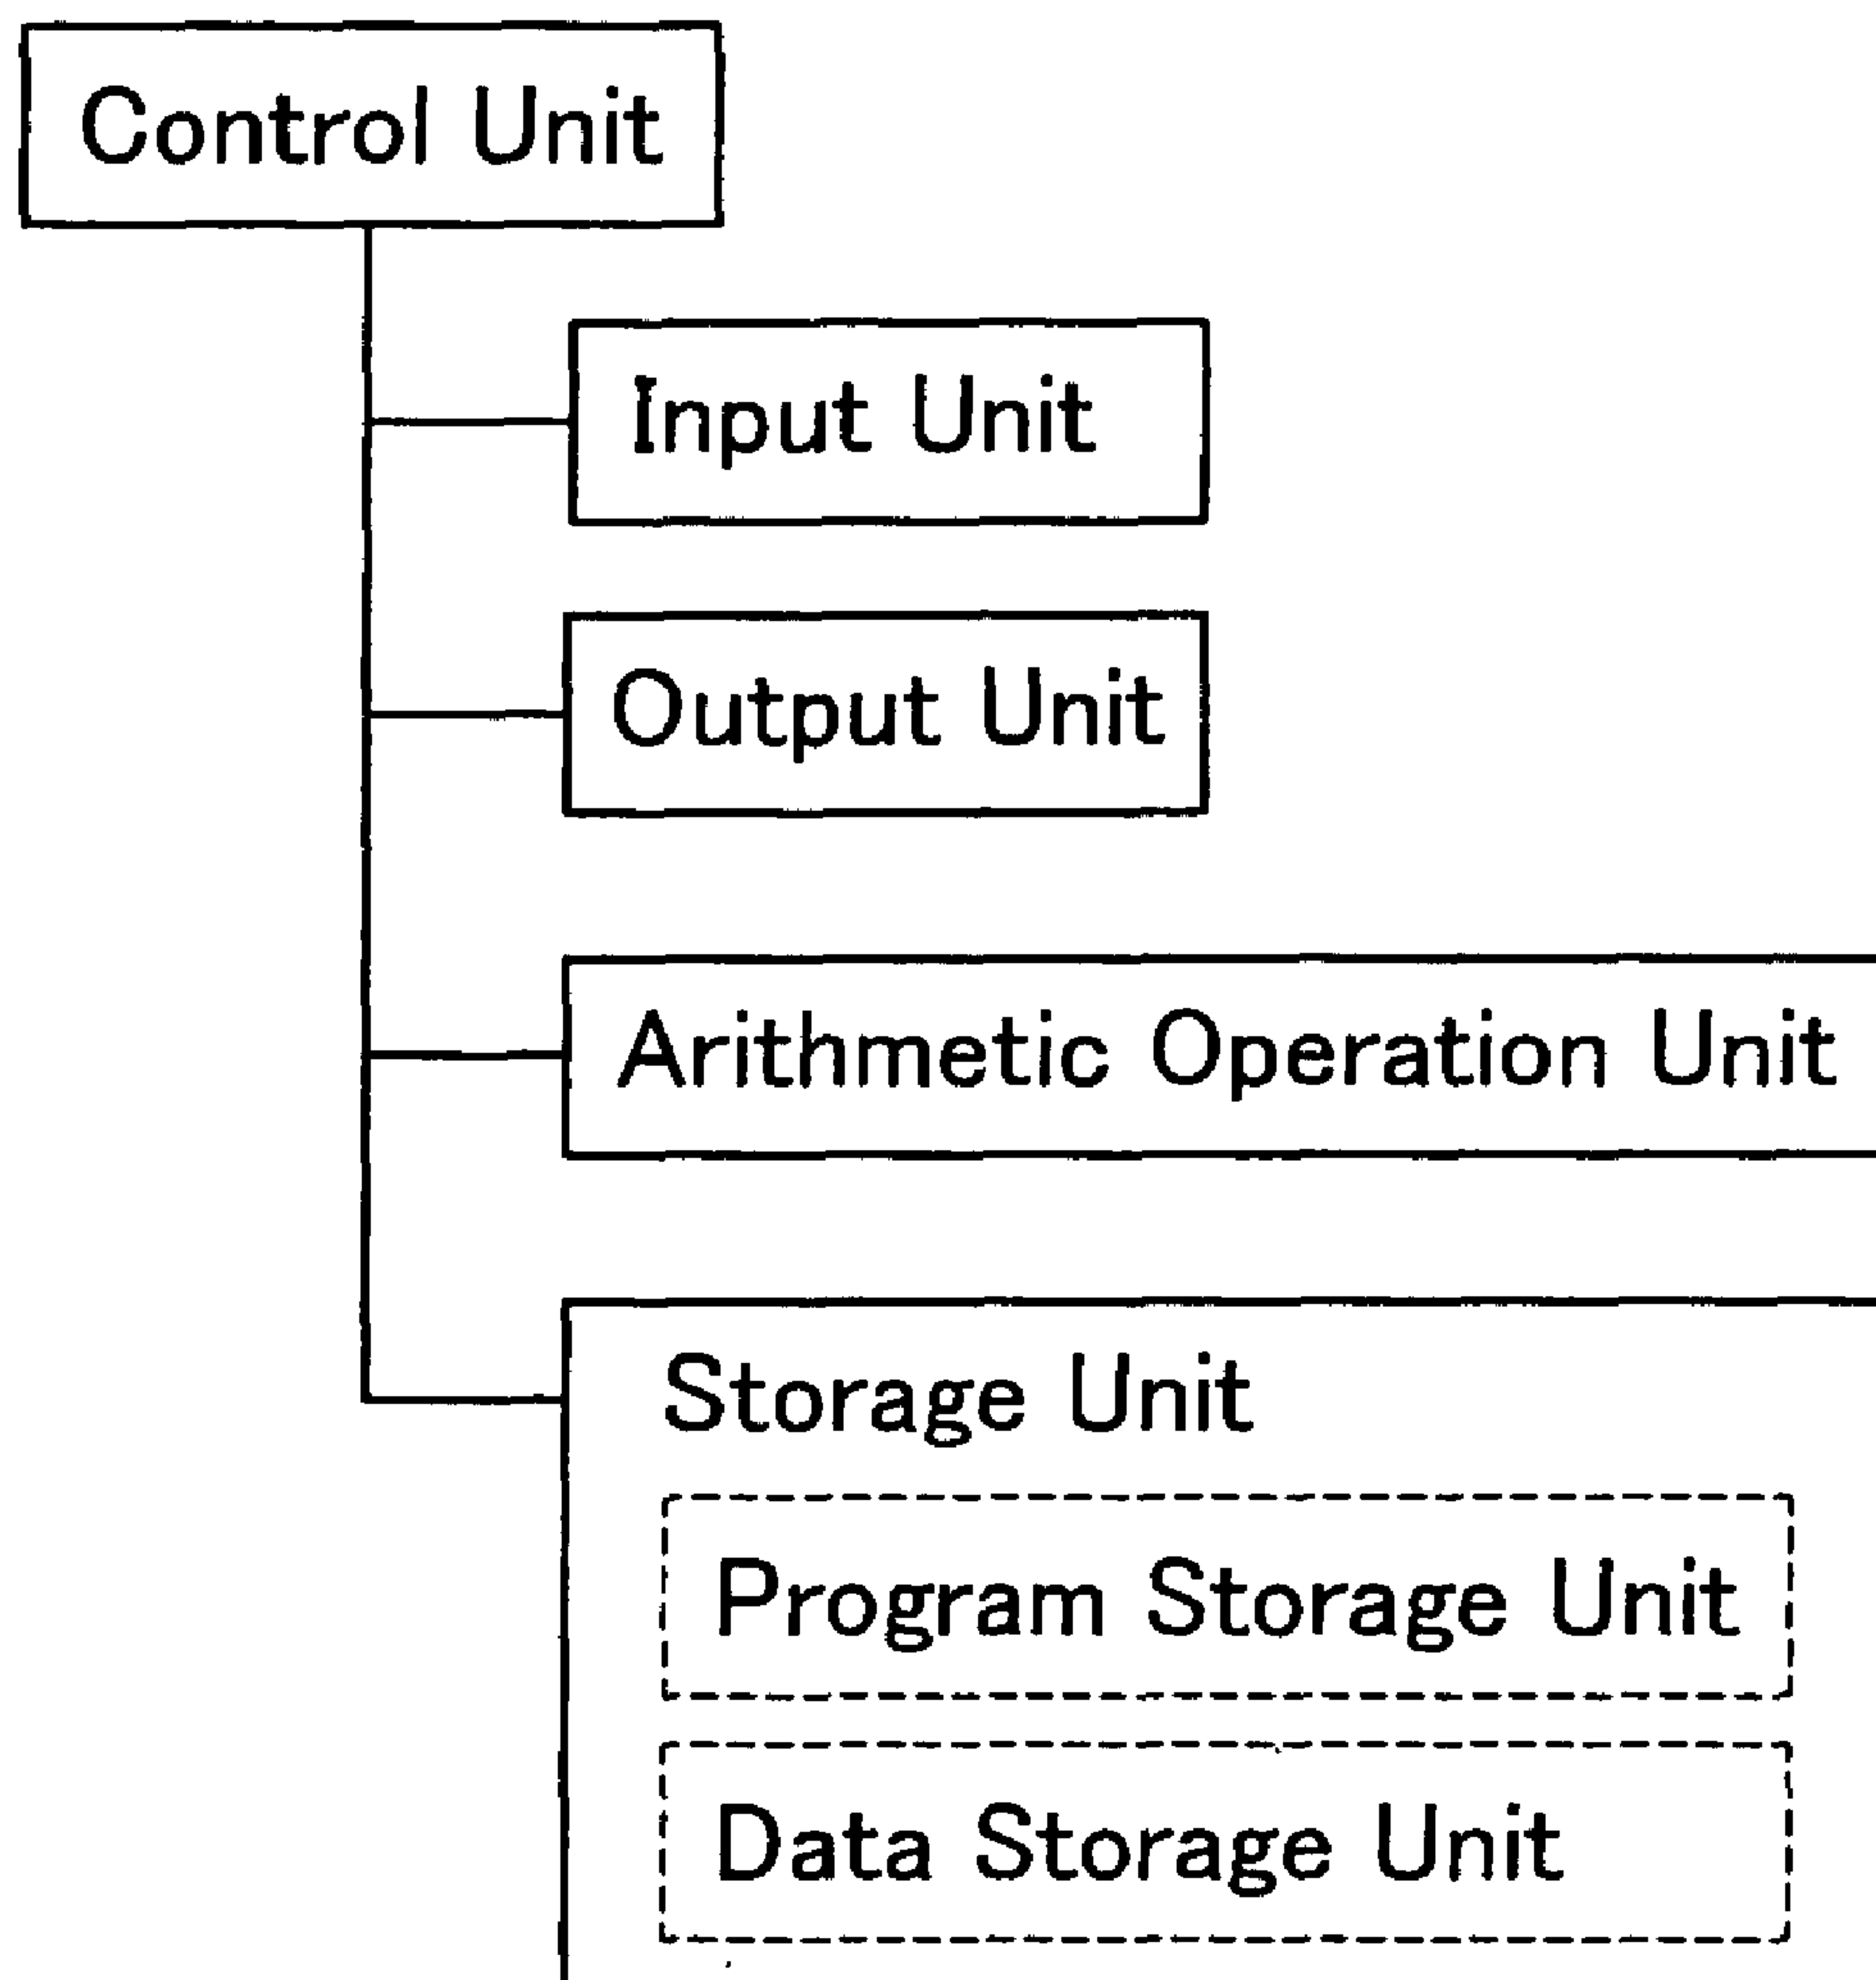 Control Unit
Input Unit
Output Unit
Arithmetic Operation Unit
Storage Unit
Program Storage Unit
Data Storage Unit